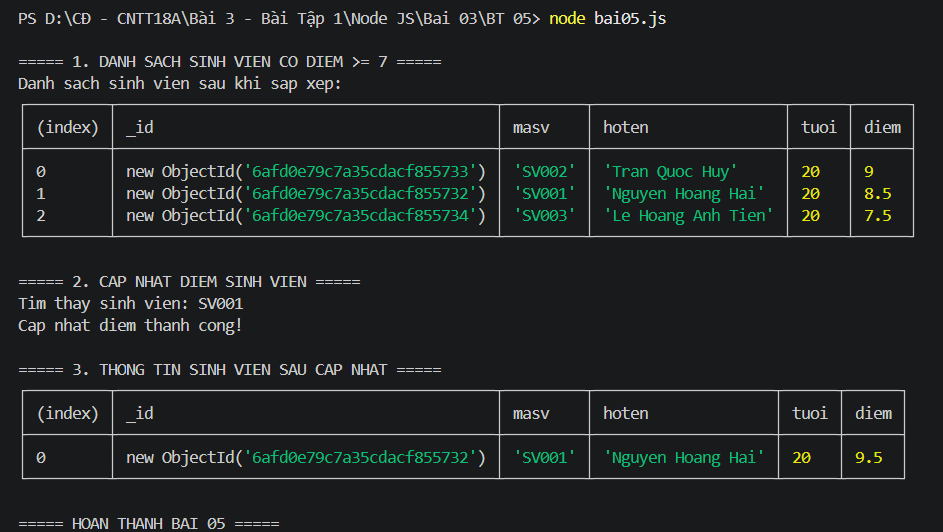 PS D:\CĐ - CNTT18A\Bài 3 - Bài Tập 1\Node JS\Bai 03\BT 05> node bai05.js
===== 1. DANH SACH SINH VIEN CO DIEM >= 7 =====
Danh sach sinh vien sau khi sap xep:
(index) _id masv hoten tuoi diem
0 new ObjectId('6afd0e79c7a35cdacf855733') 'SV002' 'Tran Quoc Huy' 20 9
1 new ObjectId('6afd0e79c7a35cdacf855732') 'SV001' 'Nguyen Hoang Hai' 20 8.5
2 new ObjectId('6afd0e79c7a35cdacf855734') 'SV003' 'Le Hoang Anh Tien' 20 7.5
===== 2. CAP NHAT DIEM SINH VIEN =====
Tim thay sinh vien: SV001
Cap nhat diem thanh cong!
===== 3. THONG TIN SINH VIEN SAU CAP NHAT =====
(index) _id masv hoten tuoi diem
0 new ObjectId('6afd0e79c7a35cdacf855732') 'SV001' 'Nguyen Hoang Hai' 20 9.5
===== HOAN THANH BAI 05 =====